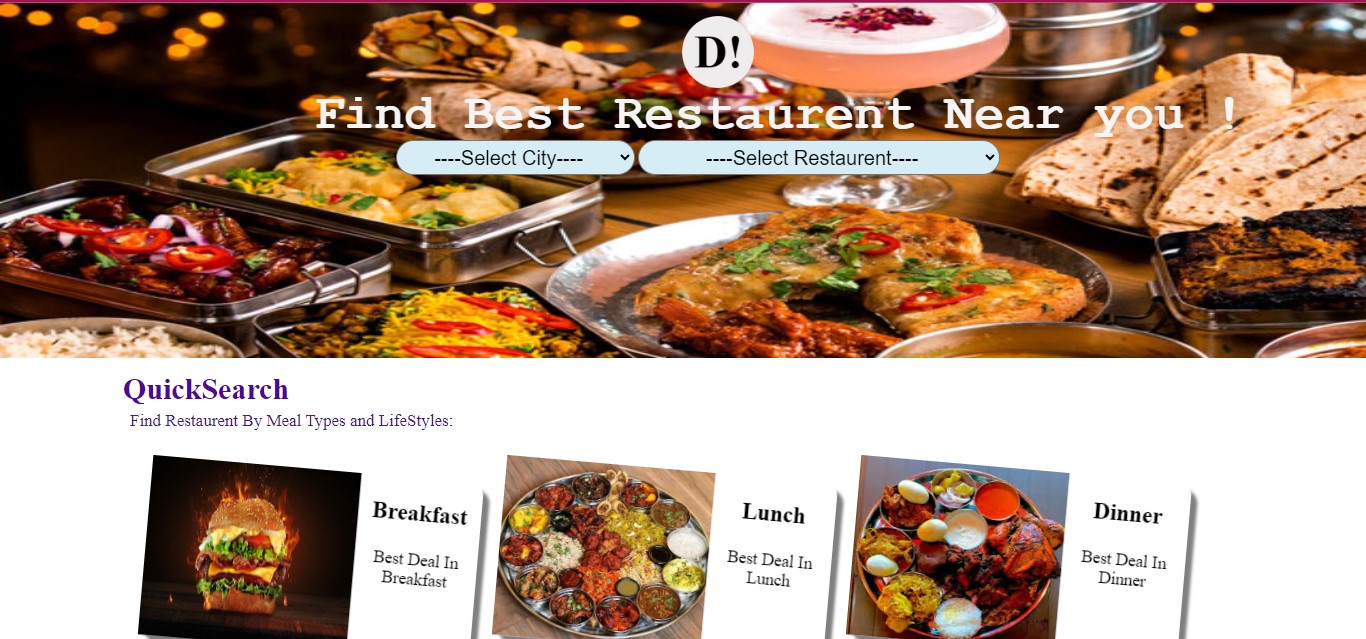 D!
Find Best Restaurent Near you !
----Select City----
----Select Restaurent----
QuickSearch
Find Restaurent By Meal Types and LifeStyles:
Breakfast
Best Deal In
Breakfast
Lunch
Best Deal In
Lunch
Dinner
Best Deal In
Dinner